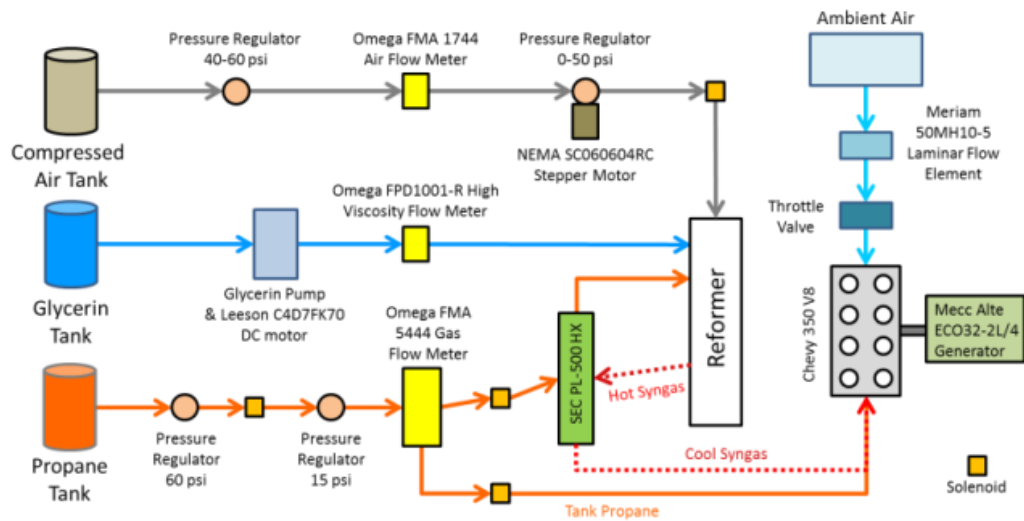 Ambient Air
Pressure Regulator
40-60 psi
Omega FMA 1744
Air Flow Meter
Pressure Regulator
0-50 psi
Meriam
50MH10-5
Laminar Flow
Element
Compressed
Air Tank
NEMA SC060604RC
Stepper Motor
Omega FPD1001-R High
Viscosity Flow Meter
Throttle
Valve
Glycerin
Tank
Glycerin Pump
& Leeson C4D7FK70
DC motor
Omega FMA
5444 Gas
Flow Meter
SEC PL-500 HX
Reformer
Chevy 350 V8
Mecc Alte
ECO32-2L/4
Generator
Hot Syngas
Propane
Tank
Pressure
Regulator
60 psi
Pressure
Regulator
15 psi
Cool Syngas
Tank Propane
Solenoid